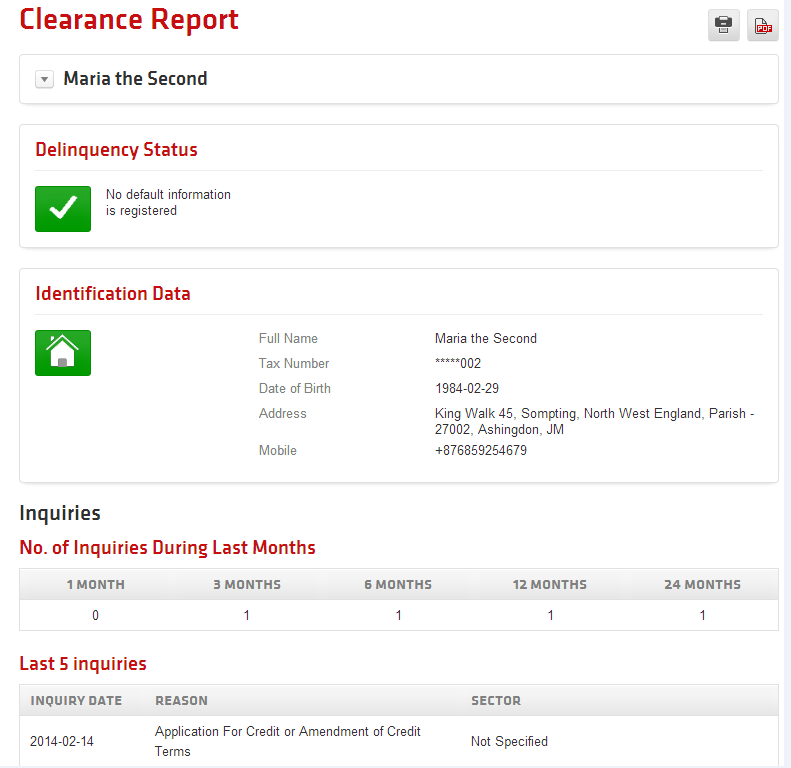 Clearance Report
PDF
Maria the Second
Delinquency Status
No default information
is registered
Identification Data
Full Name Maria the Second
Tax Number *****002
Date of Birth 1984-02-29
Address King Walk 45, Sompting, North West England, Parish -
27002, Ashingdon, JM
Mobile +876859254679
Inquiries
No. of Inquiries During Last Months
1 MONTH 3 MONTHS 6 MONTHS 12 MONTHS 24 MONTHS
0 1 1 1 1
Last 5 inquiries
INQUIRY DATE REASON SECTOR
2014-02-14 Application For Credit or Amendment of Credit Not Specified
Terms